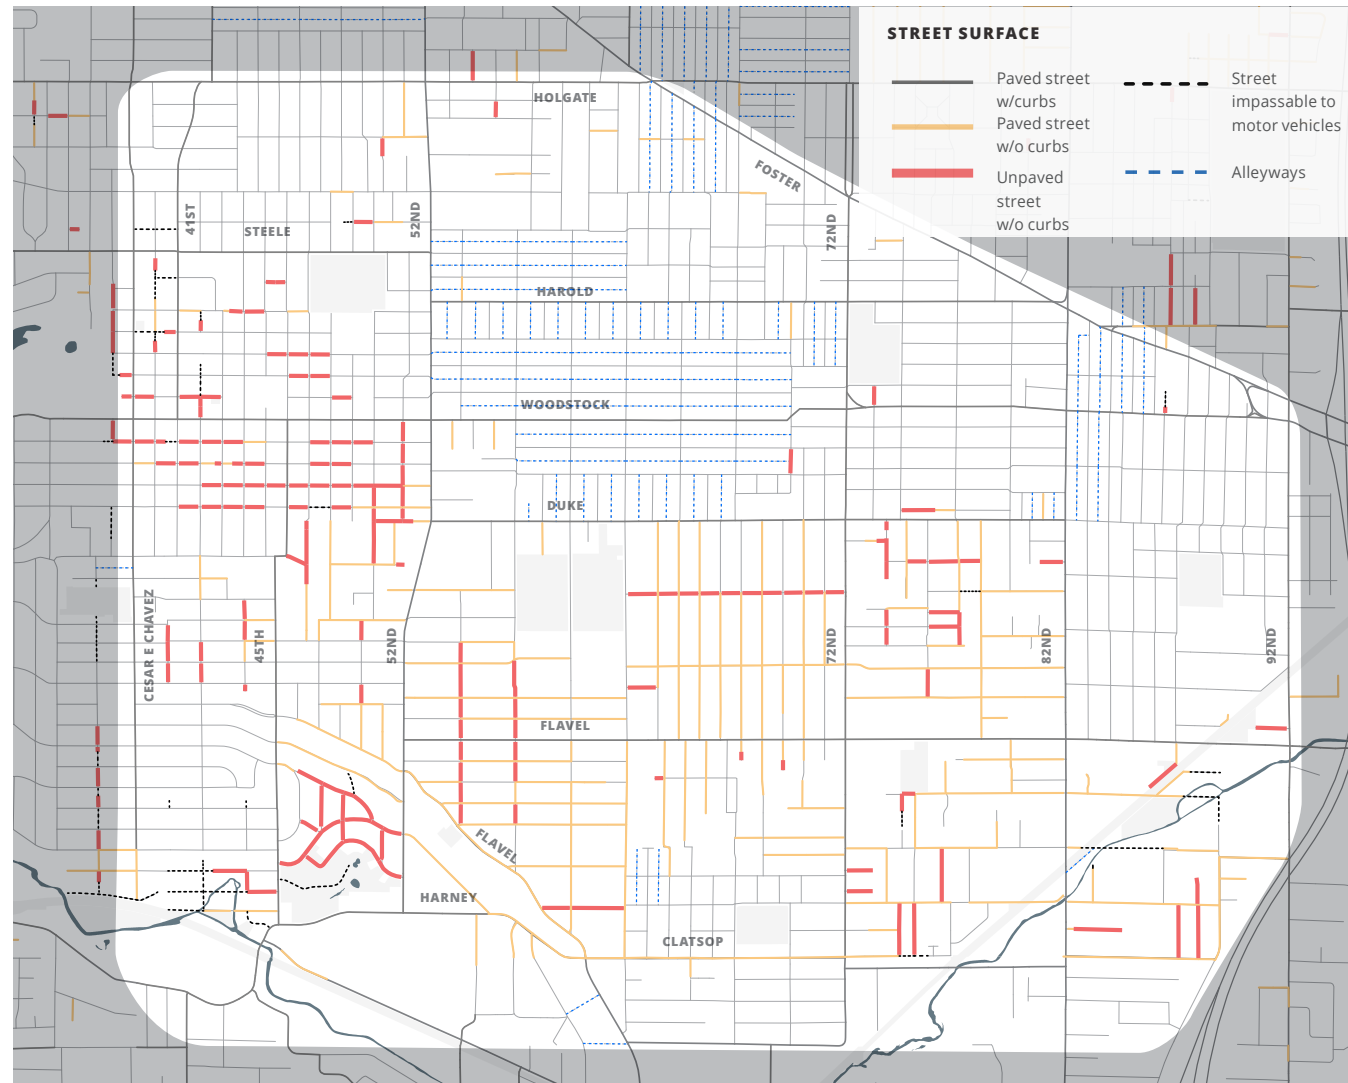 STREET SURFACE
Paved street
w/curbs
Paved street
w/o curbs
Unpaved
street
w/o curbs
Street
impassable to
motor vehicles
Alleyways
HOLGATE
FOSTER
41ST
52ND
72ND
STEELE
HAROLD
WOODSTOCK
DUKE
CESAR E CHAVEZ
45TH
52ND
72ND
82ND
92ND
FLAVEL
FLAVEL
HARNEY
CLATSOP